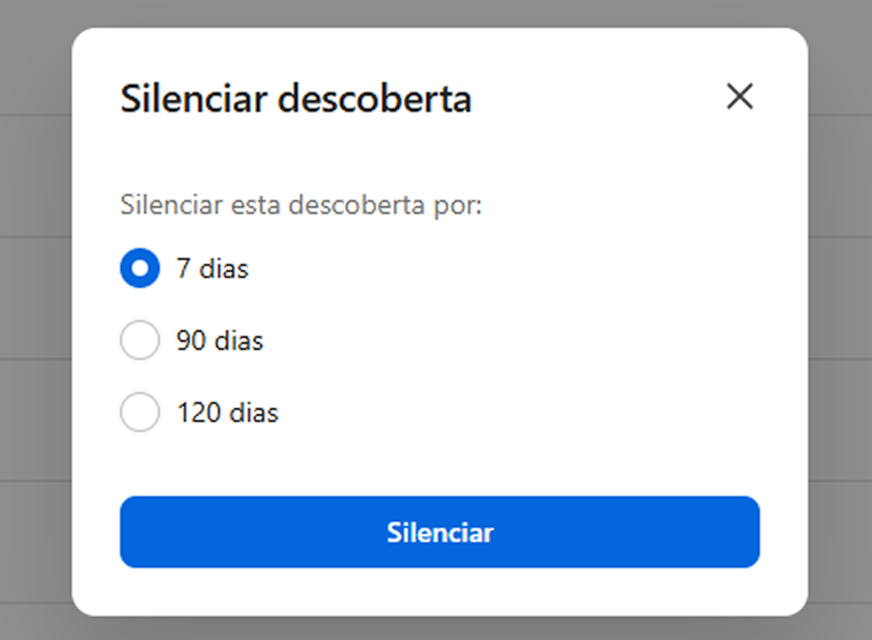 Silenciar descoberta
Silenciar esta descoberta por:
7 dias
90 dias
120 dias
Silenciar